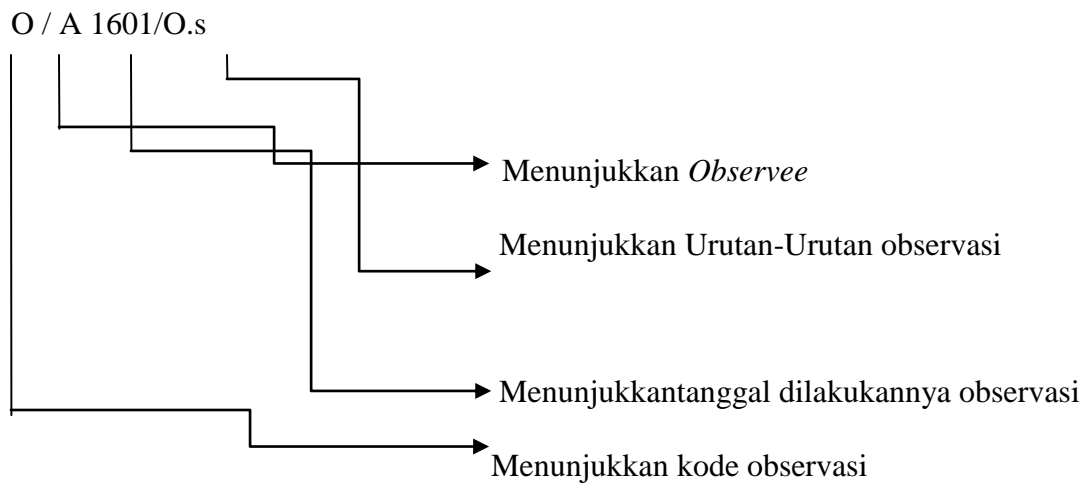 O / A 1601/O.s
Menunjukkan Observee
Menunjukkan Urutan-Urutan observasi
Menunjukkantanggal dilakukannya observasi
Menunjukkan kode observasi